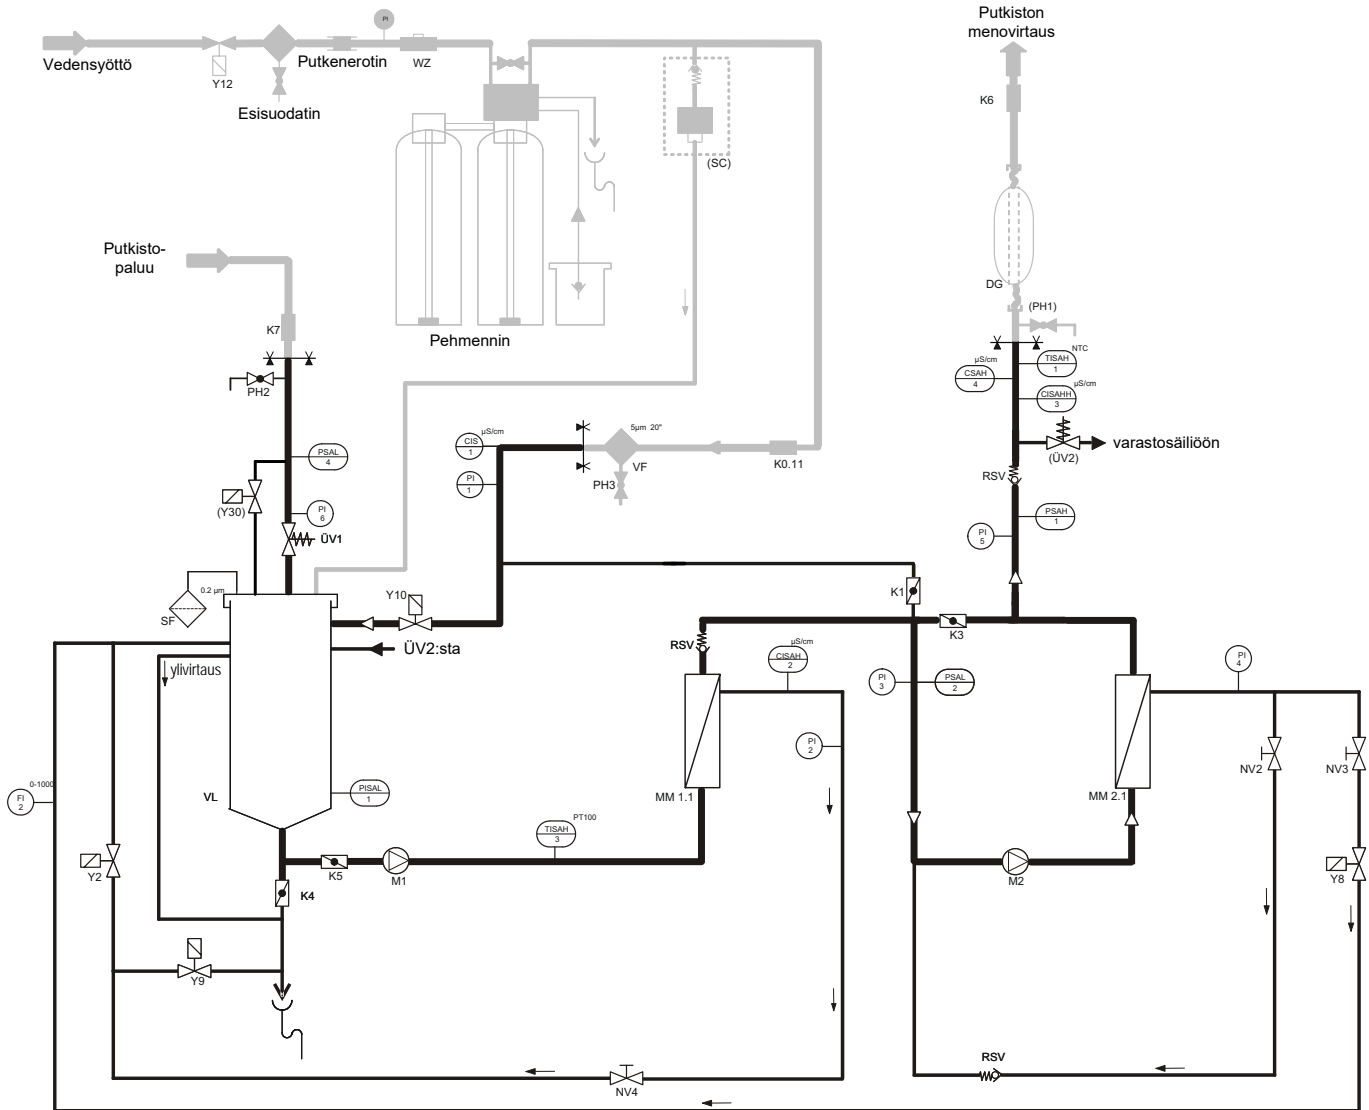 Putkiston
menovirtaus
PI
Vedensyöttö
Putkenerotin
WZ
Y12
K6
Esisuodatin
(SC)
Putkisto-
paluu
DG
(PH1)
K7
Pehmennin
NTC
TISAH
1
µS/cm
CSAH
4
µS/cm
CISAHH
3
PH2
5µm 20"
µS/cm
CIS
1
varastosäiliöön
(ÜV2)
K0.11
VF
PSAL
4
RSV
PI
1
PH3
(Y30)
PI
6
PSAH
1
PI
5
ÜV1
0.2 µm
Y10
K1
SF
K3
ÜV2:sta
RSV
µS/cm
CISAH
2
PI
4
ylivirtaus
PI
3
PSAL
2
PI
2
NV2
NV3
0-1000
FI
2
VL
PISAL
1
MM 1.1
MM 2.1
PT100
TISAH
3
Y2
K5
M1
M2
Y8
K4
Y9
RSV
NV4